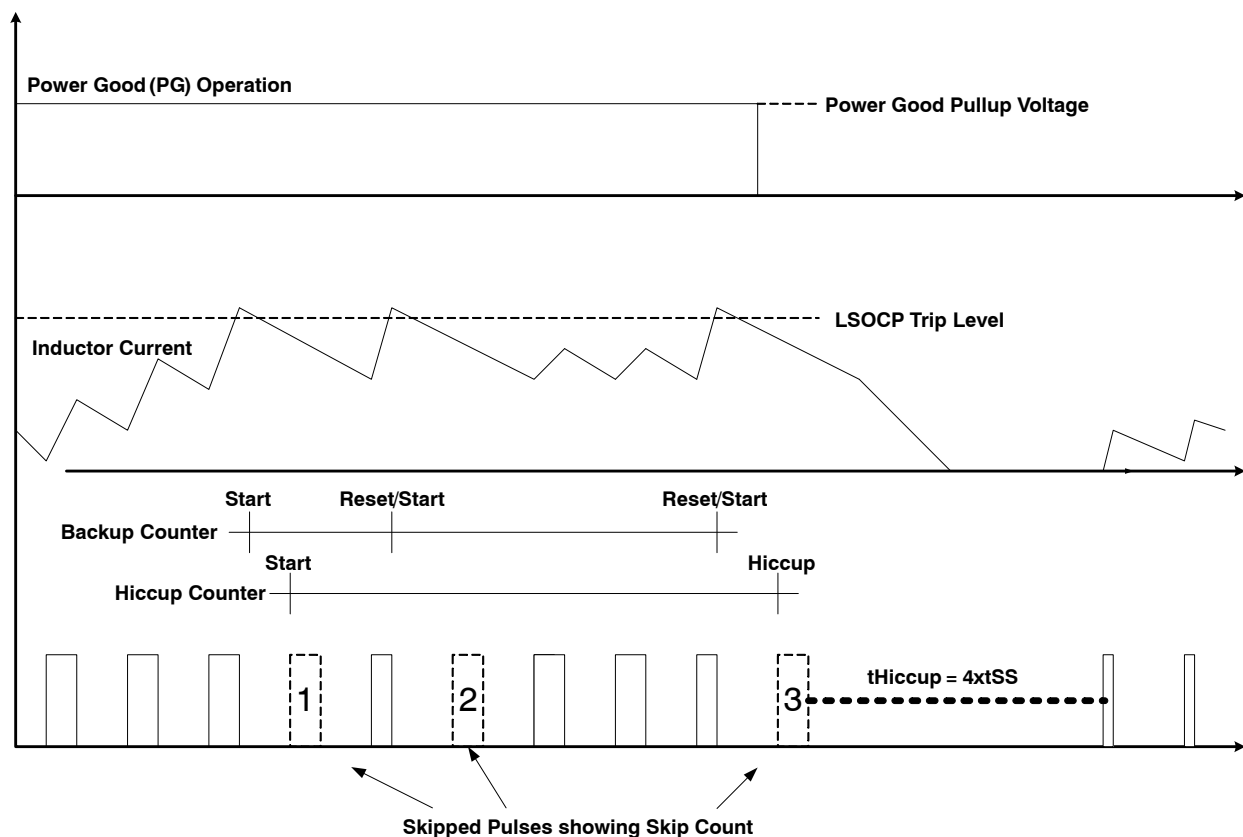 Power Good (PG) Operation
Power Good Pullup Voltage
LSOCP Trip Level
Inductor Current
Start
Reset/Start
Reset/Start
Backup Counter
Start
Hiccup
Hiccup Counter
tHiccup = 4xtSS
1
2
3
Skipped Pulses showing Skip Count